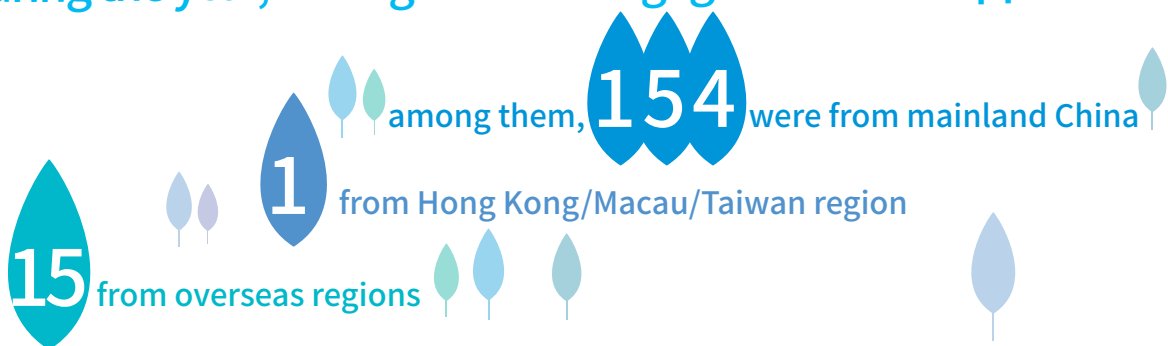 among them, 154 were from mainland China
1 from Hong Kong/Macau/Taiwan region
15 from overseas regions